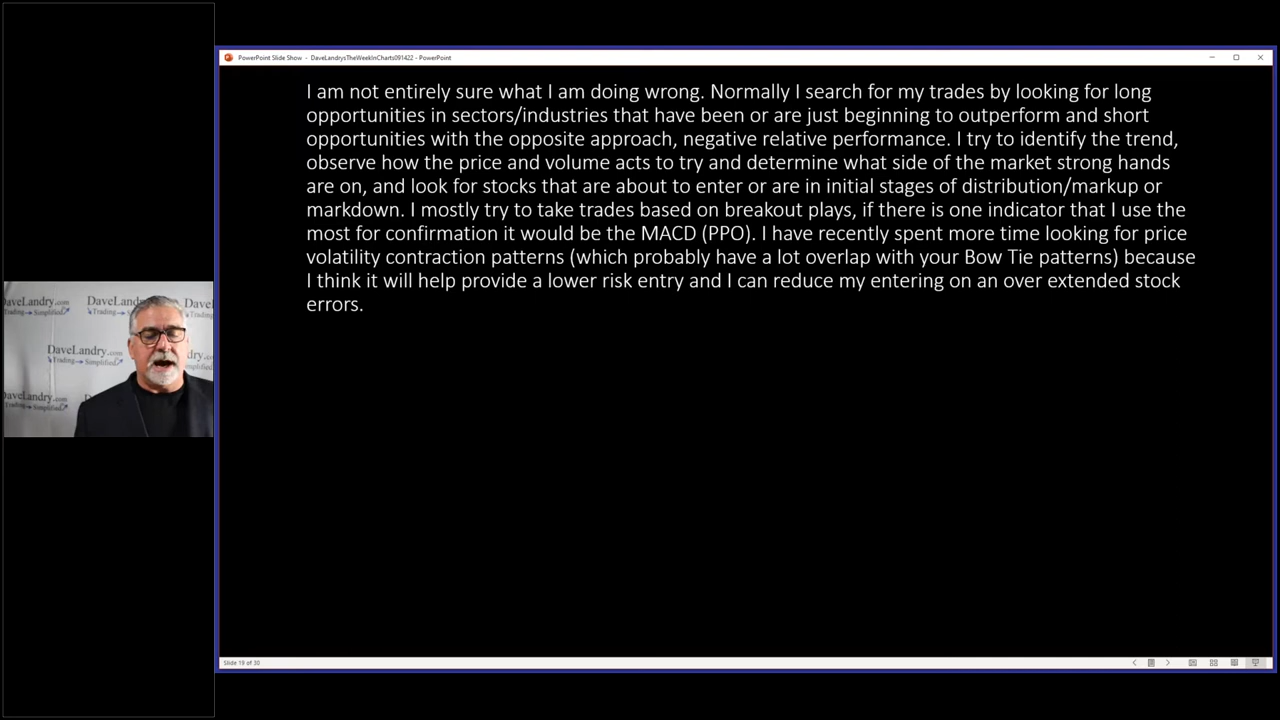 PowerPoint Slide Show - DaveLandrysTheWeekInCharts091422 - PowerPoint
I am not entirely sure what I am doing wrong. Normally I search for my trades by looking for long
opportunities in sectors/industries that have been or are just beginning to outperform and short
opportunities with the opposite approach, negative relative performance. I try to identify the trend,
observe how the price and volume acts to try and determine what side of the market strong hands
are on, and look for stocks that are about to enter or are in initial stages of distribution/markup or
markdown. I mostly try to take trades based on breakout plays, if there is one indicator that I use the
most for confirmation it would be the MACD (PPO). I have recently spent more time looking for price
volatility contraction patterns (which probably have a lot overlap with your Bow Tie patterns) because
I think it will help provide a lower risk entry and I can reduce my entering on an over extended stock
errors.
DaveLandry.com
Trading Simplified
DaveLandry.com
Trading Simplified
DaveLandry.com
Trading Simplified
Slide 19 of 30